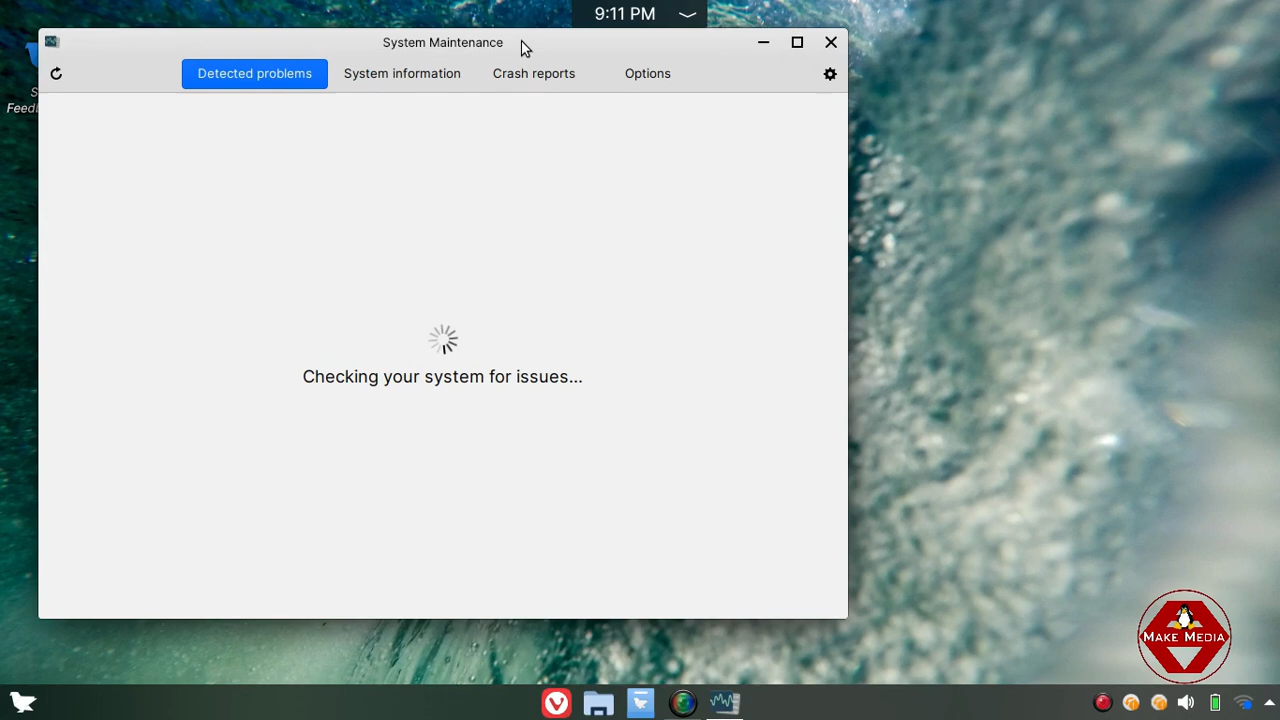 9:11 PM
System Maintenance
Detected problems
System information
Crash reports
Options
S
Feed
Checking your system for issues...
MAKE MEDIA